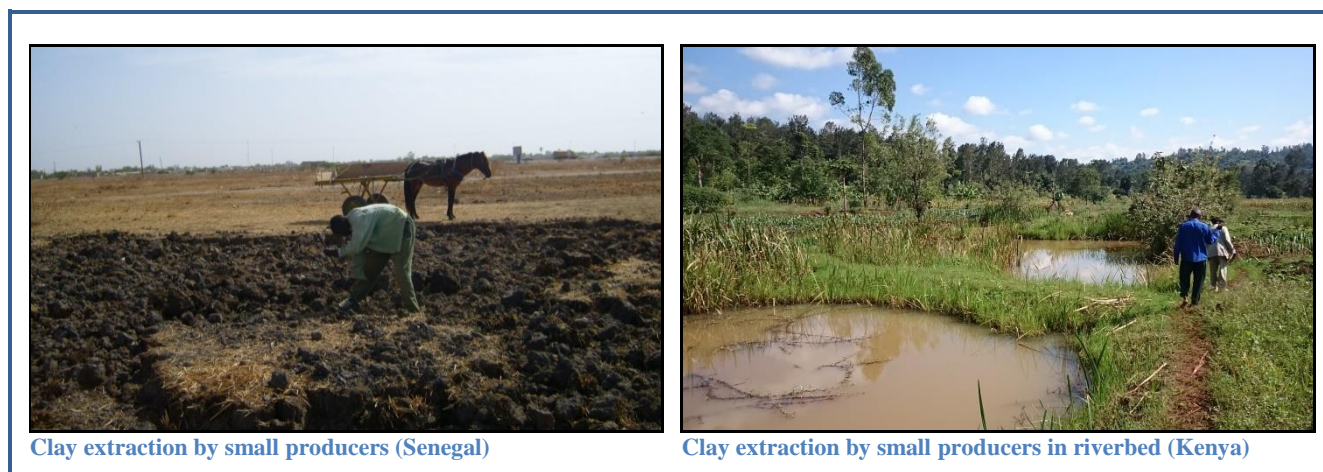 Clay extraction by small producers (Senegal)
Clay extraction by small producers in riverbed (Kenya)